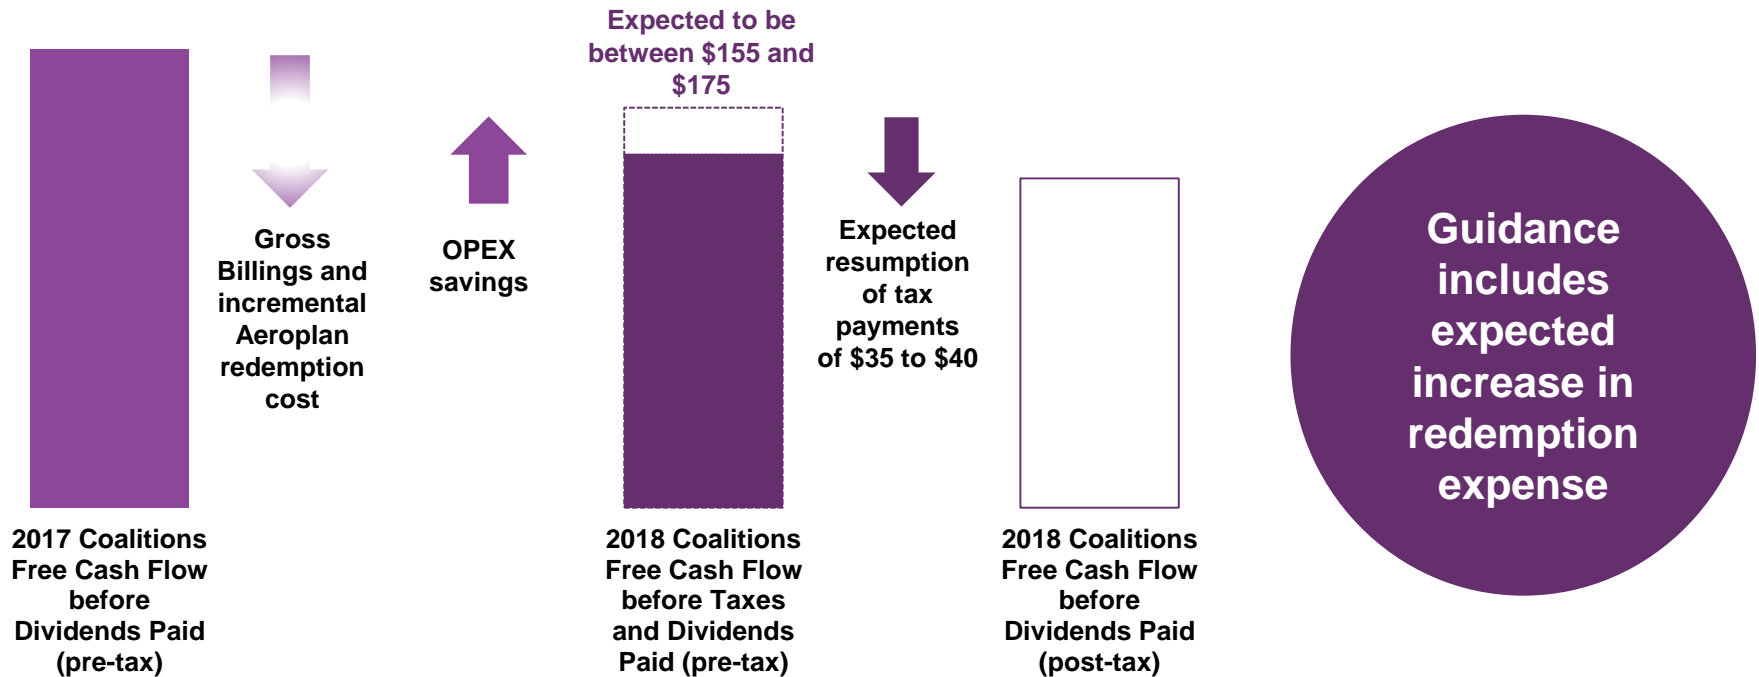 Expected to be
between $155 and
$175
Gross
Billings and
incremental
Aeroplan
redemption
cost
OPEX
savings
Expected
resumption
of tax
payments
of $35 to $40
Guidance
includes
expected
increase in
redemption
expense
2017 Coalitions
Free Cash Flow
before
Dividends Paid
(pre-tax)
2018 Coalitions
Free Cash Flow
before Taxes
and Dividends
Paid (pre-tax)
2018 Coalitions
Free Cash Flow
before
Dividends Paid
(post-tax)